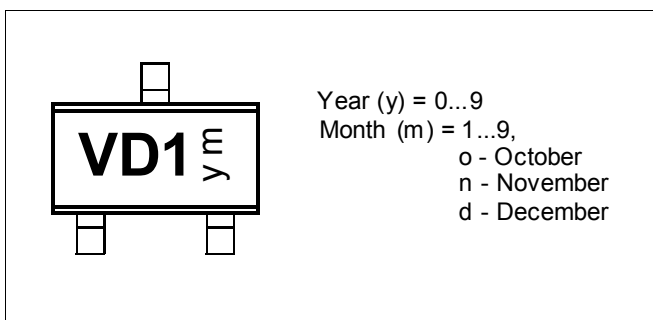 VD1 y m
Year (y) = 0...9
Month (m) = 1...9,
o - October
n - November
d - December